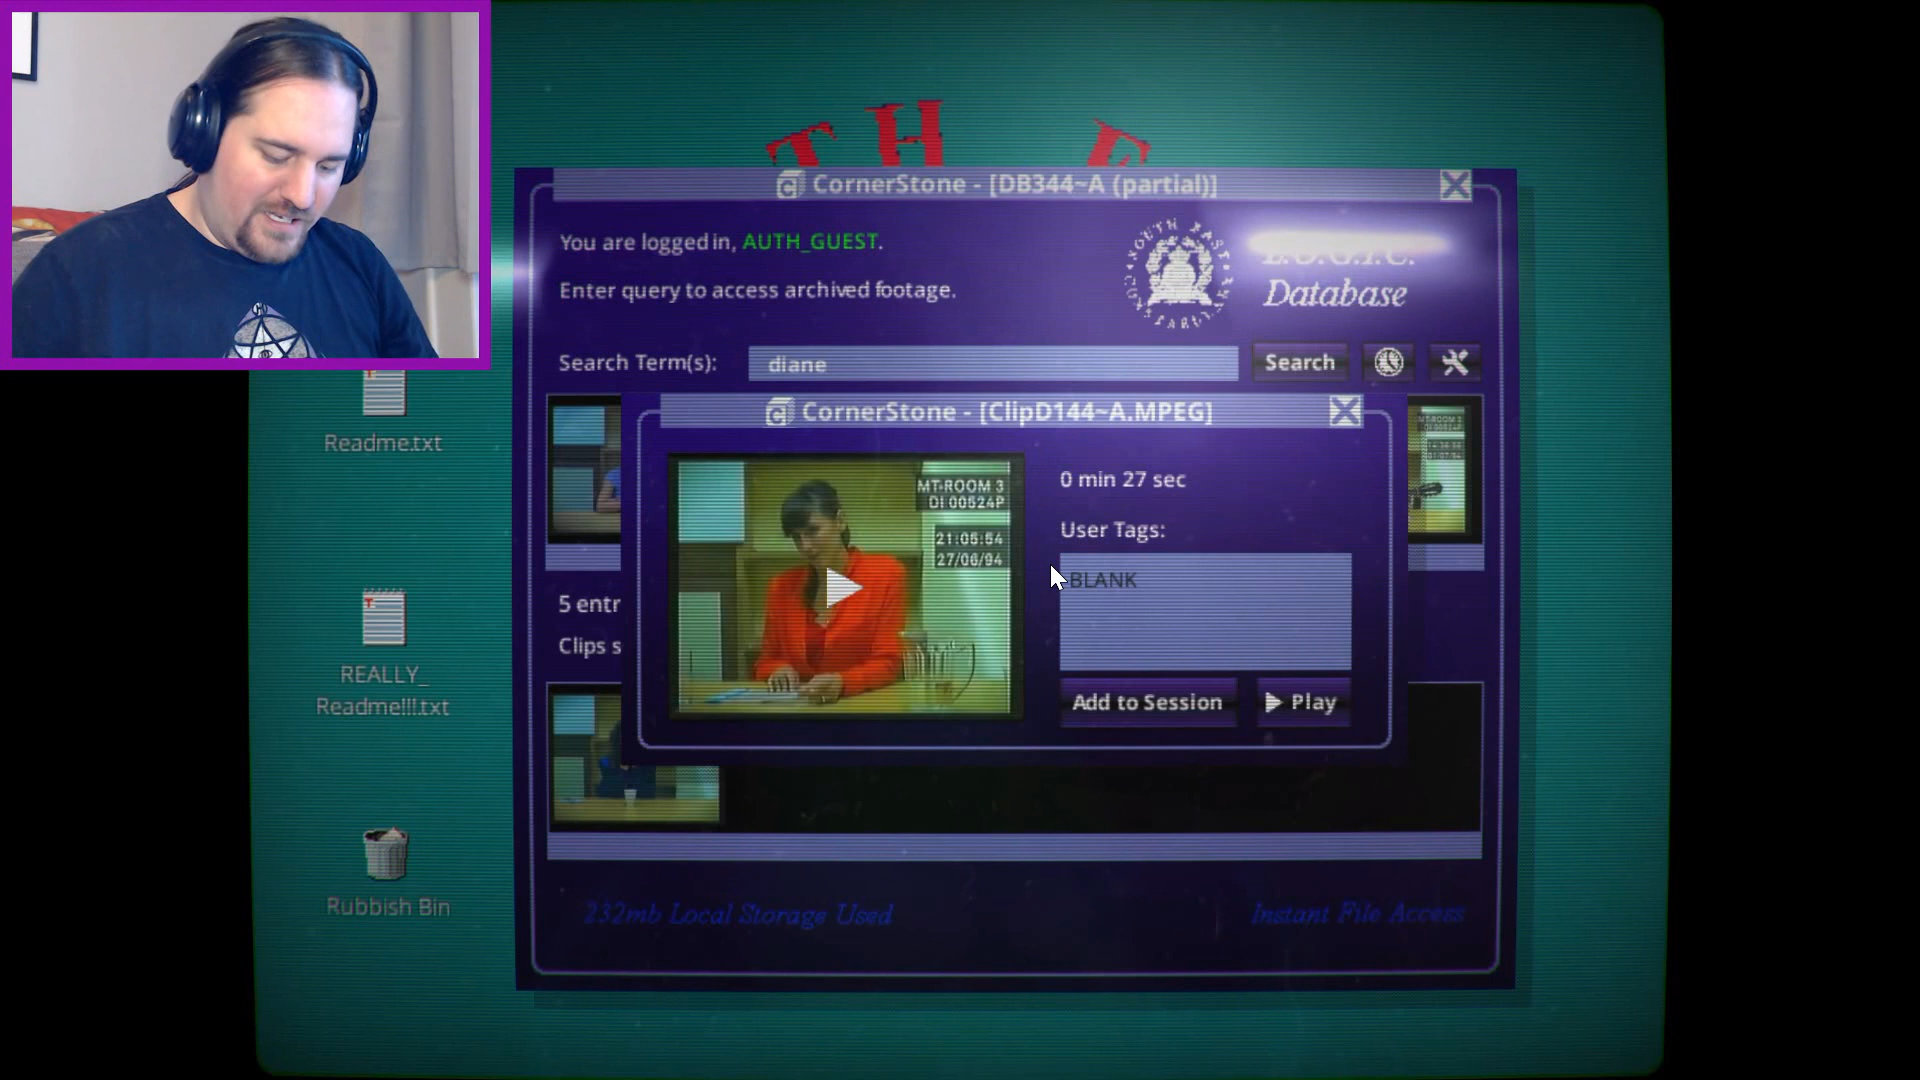 T H E
CornerStone - [DB344~A (partial)]
You are logged in, AUTH_GUEST.
Enter query to access archived footage.
SOUTH EAST
CONSTABULARY
L.O.G.I.C.
Database
Search Term(s):
diane
Search
CornerStone - [ClipD144~A.MPEG]
MT-ROOM 3
DI 00524P
21:05:54
27/06/94
0 min 27 sec
User Tags:
BLANK
Add to Session
Play
5 entr
Clips s
232mb Local Storage Used
Instant File Access
Readme.txt
REALLY_
Readme!!!.txt
Rubbish Bin